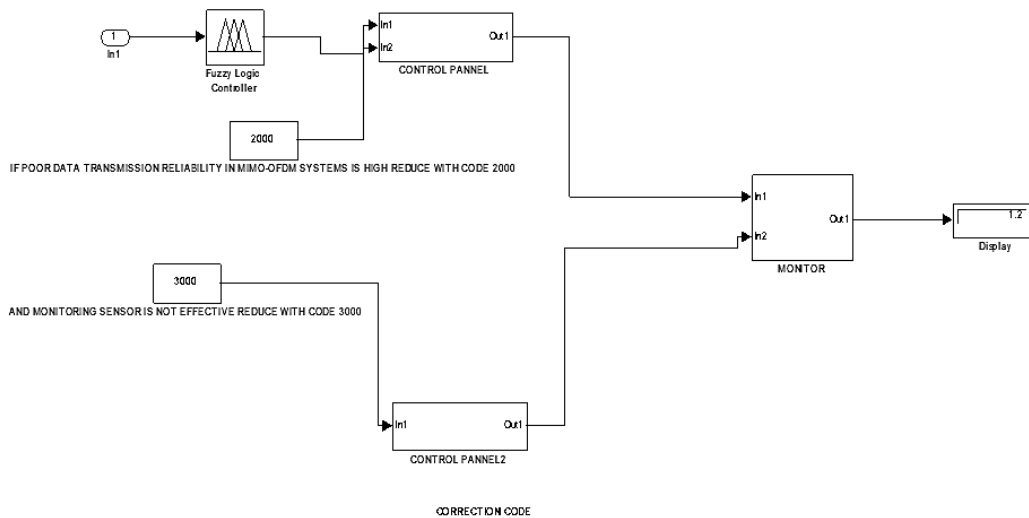 1
In1
Fuzzy Logic
Controller
In1
In2
Out1
CONTROL PANNEL
2000
IF POOR DATA TRANSMISSION RELIABILITY IN MIMO-OFDM SYSTEMS IS HIGH REDUCE WITH CODE 2000
In1
In2
Out1
MONITOR
1.2
Display
3000
AND MONITORING SENSOR IS NOT EFFECTIVE REDUCE WITH CODE 3000
In1
Out1
CONTROL PANNEL2
CORRECTION CODE